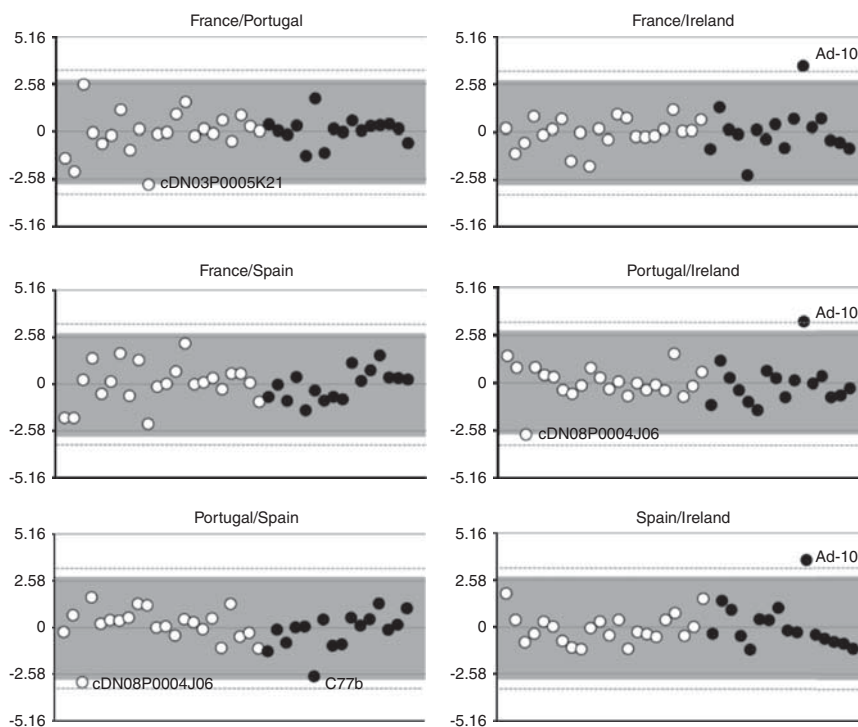 France/Portugal
5.16
2.58
0
-2.58
-5.16
cDN03P0005K21
France/Ireland
5.16
2.58
0
-2.58
-5.16
Ad-10
France/Spain
5.16
2.58
0
-2.58
-5.16
Portugal/Ireland
5.16
2.58
0
-2.58
-5.16
Ad-10
cDN08P0004J06
Portugal/Spain
5.16
2.58
0
-2.58
-5.16
cDN08P0004J06
C77b
Spain/Ireland
5.16
2.58
0
-2.58
-5.16
Ad-10